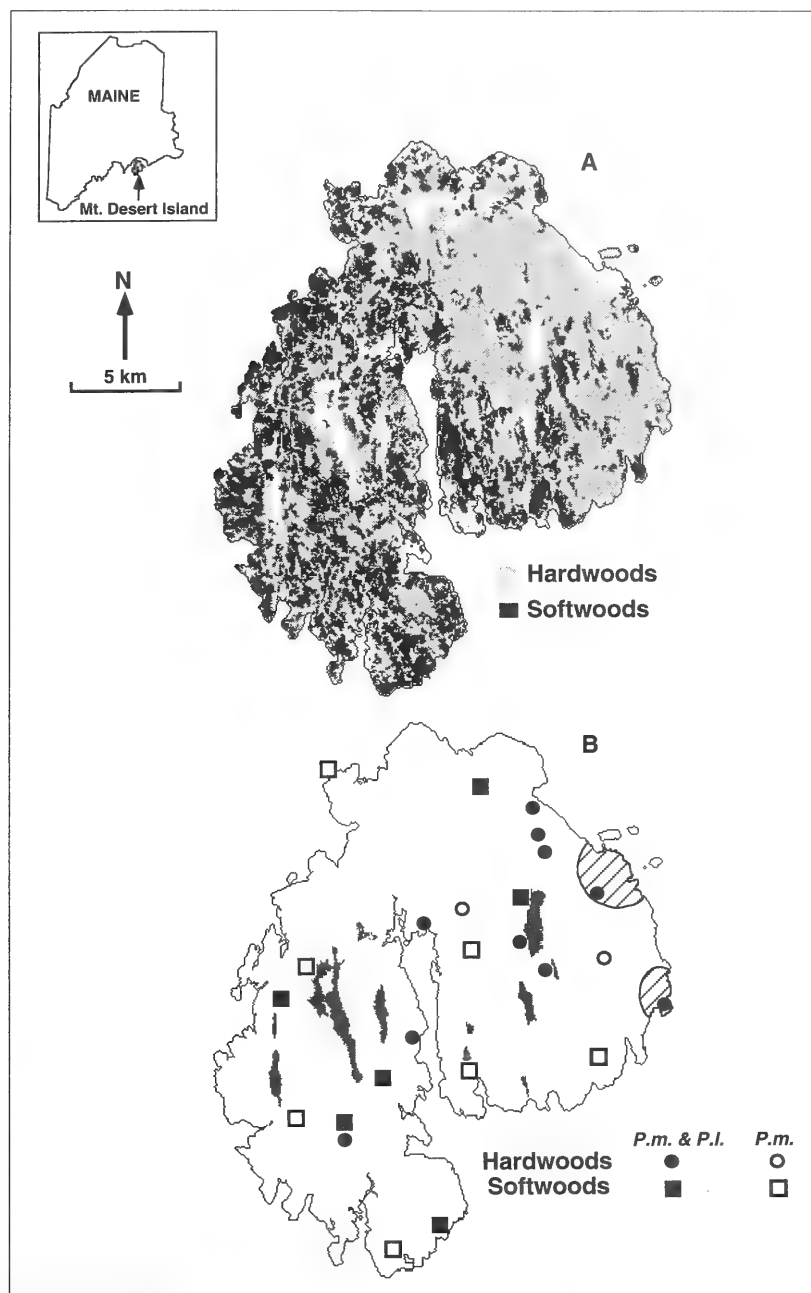 MAINE
Mt. Desert Island
N
5 km
A
Hardwoods
Softwoods
B
P.m. & P.l. P.m.
Hardwoods
Softwoods